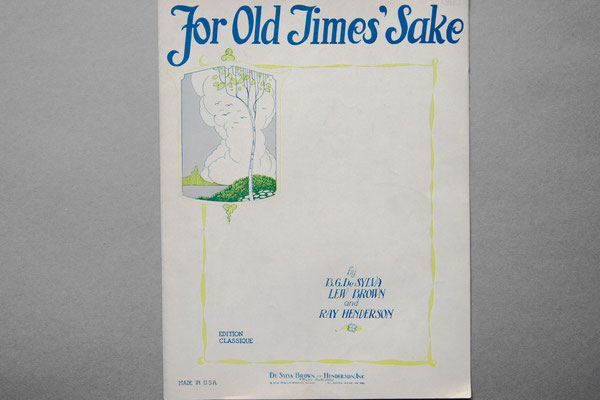 For Old Times' Sake
by
B.G. De SYLVA
LEW BROWN
and
RAY HENDERSON
EDITION
CLASSIQUE
DE SYLVA BROWN AND HENDERSON, INC
MADE IN U.S.A.